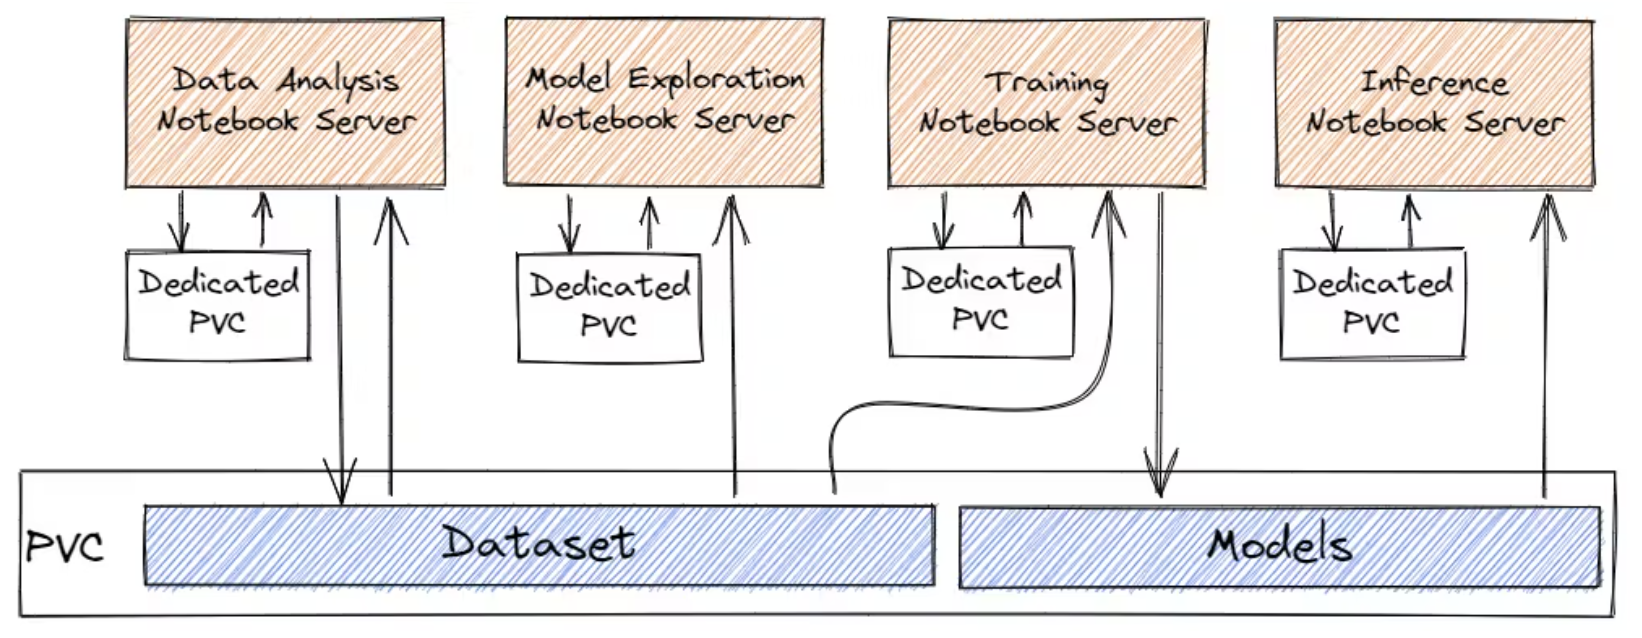 Data Analysis
Notebook Server
Model Exploration
Notebook Server
Training
Notebook Server
Inference
Notebook Server
Dedicated
PVC
Dedicated
PVC
Dedicated
PVC
Dedicated
PVC
PVC
Dataset
Models